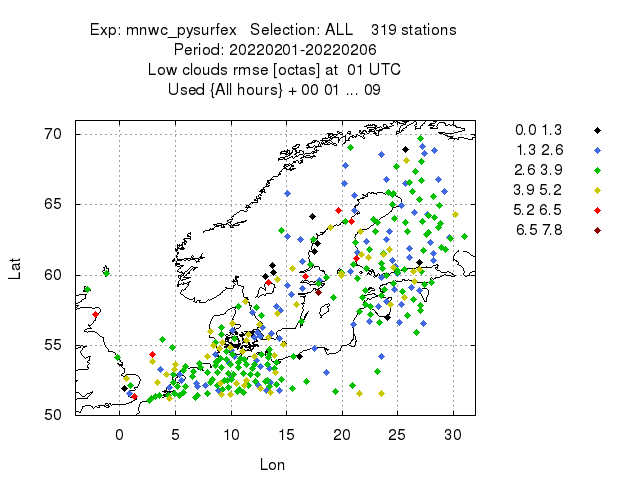 Exp: mnwc_pysurfex Selection: ALL 319 stations
Period: 20220201-20220206
Low clouds rmse [octas] at 01 UTC
Used {All hours} + 00 01 ... 09
70
65
60
55
50
Lat
0 5 10 15 20 25 30
Lon
0.0 1.3
1.3 2.6
2.6 3.9
3.9 5.2
5.2 6.5
6.5 7.8